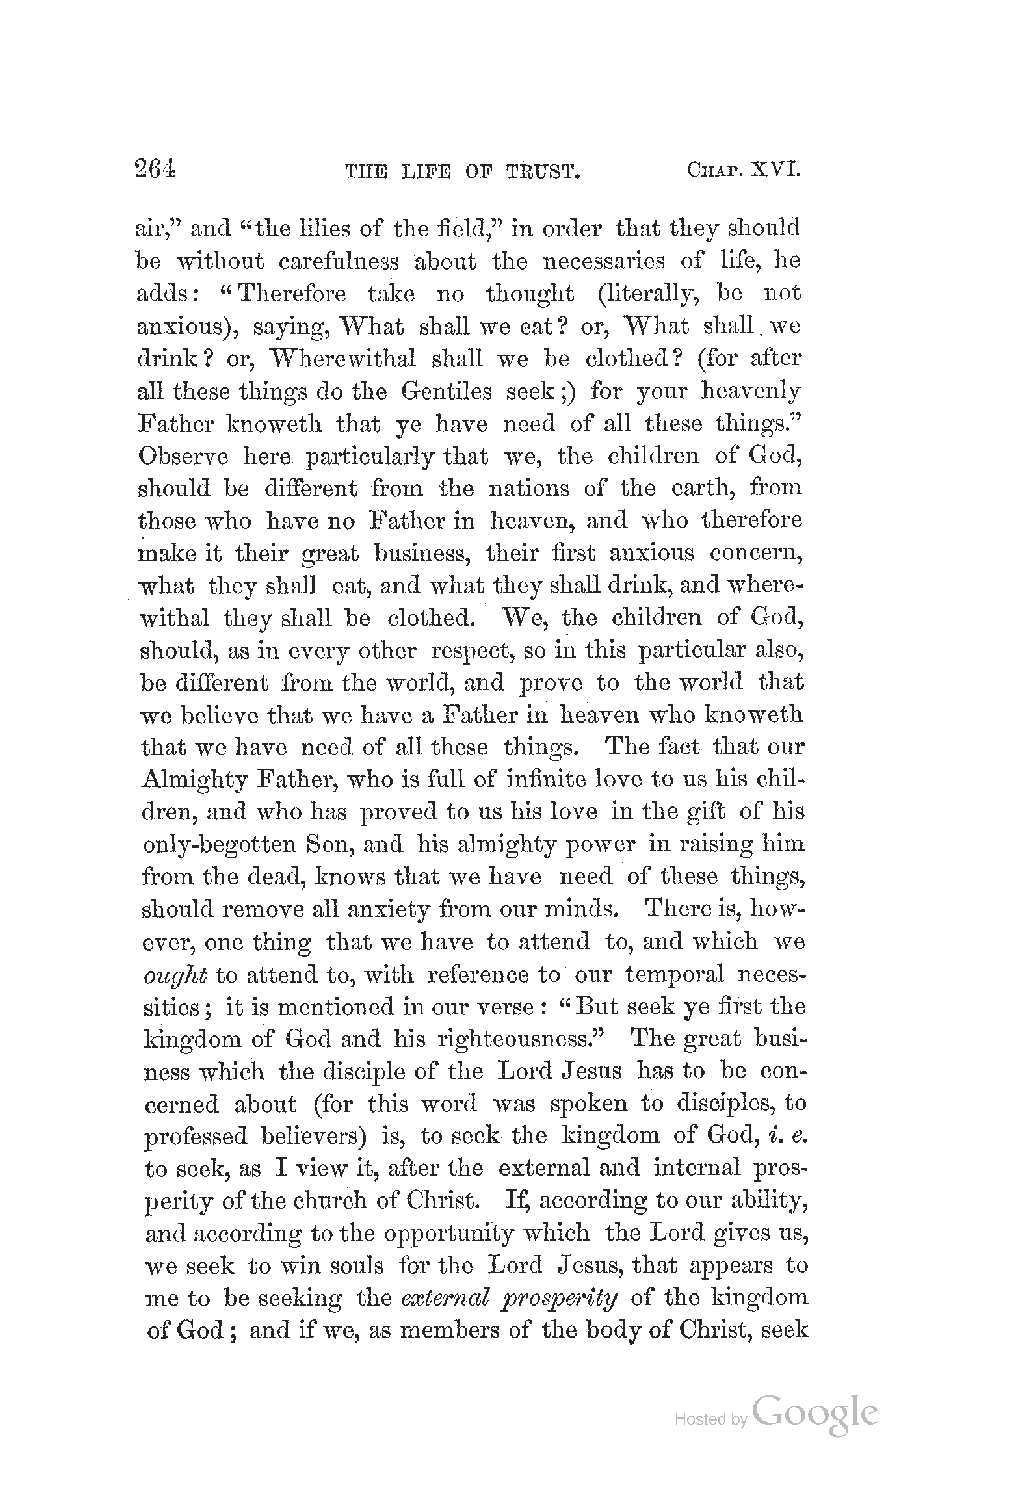 264 THE LIFE OF TRUST. CHAP. XVI.
air,” and “the lilies of the field,” in order that they should
be without carefulness about the necessaries of life, he
adds: “Therefore take no thought (literally, be not
anxious), saying, What shall we eat? or, What shall we
drink? or, Wherewithal shall we be clothed? (for after
all these things do the Gentiles seek;) for your heavenly
Father knoweth that ye have need of all these things.”
Observe here particularly that we, the children of God,
should be different from the nations of the earth, from
those who have no Father in heaven, and who therefore
make it their great business, their first anxious concern,
what they shall eat, and what they shall drink, and where-
withal they shall be clothed. We, the children of God,
should, as in every other respect, so in this particular also,
be different from the world, and prove to the world that
we believe that we have a Father in heaven who knoweth
that we have need of all these things. The fact that our
Almighty Father, who is full of infinite love to us his chil-
dren, and who has proved to us his love in the gift of his
only-begotten Son, and his almighty power in raising him
from the dead, knows that we have need of these things,
should remove all anxiety from our minds. There is, how-
ever, one thing that we have to attend to, and which we
ought to attend to, with reference to our temporal neces-
sities; it is mentioned in our verse: “But seek ye first the
kingdom of God and his righteousness.” The great busi-
ness which the disciple of the Lord Jesus has to be con-
cerned about (for this word was spoken to disciples, to
professed believers) is, to seek the kingdom of God, i. e.
to seek, as I view it, after the external and internal pros-
perity of the church of Christ. If, according to our ability,
and according to the opportunity which the Lord gives us,
we seek to win souls for the Lord Jesus, that appears to
me to be seeking the external prosperity of the kingdom
of God; and if we, as members of the body of Christ, seek
Hosted by Google